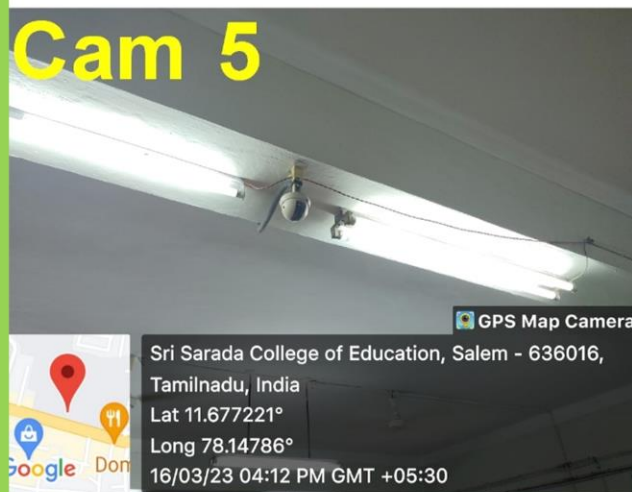 Cam 5
GPS Map Camera
Sri Sarada College of Education, Salem - 636016,
Tamilnadu, India
Lat 11.677221°
Long 78.14786°
16/03/23 04:12 PM GMT +05:30
Google
Dom